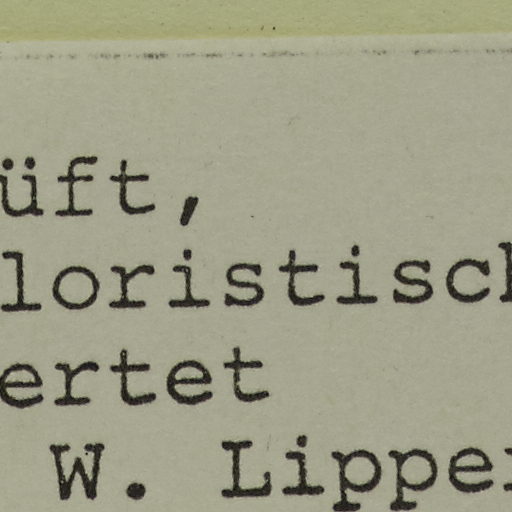 üft,
loristisch
ertet
W. Lipper